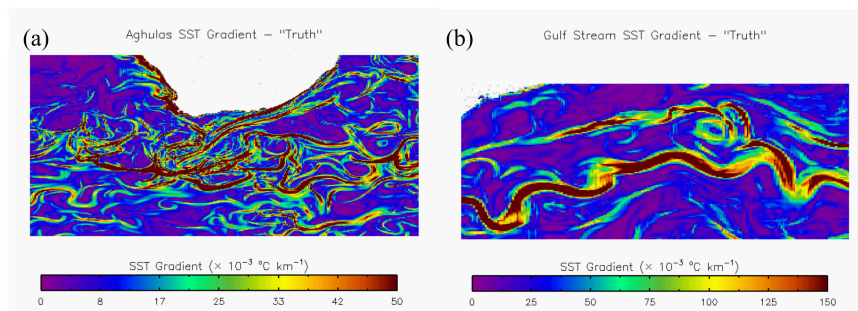 (a) Aghulas SST Gradient – "Truth"
SST Gradient (× 10⁻³ °C km⁻¹)
0 8 17 25 33 42 50
(b) Gulf Stream SST Gradient – "Truth"
SST Gradient (× 10⁻³ °C km⁻¹)
0 25 50 75 100 125 150